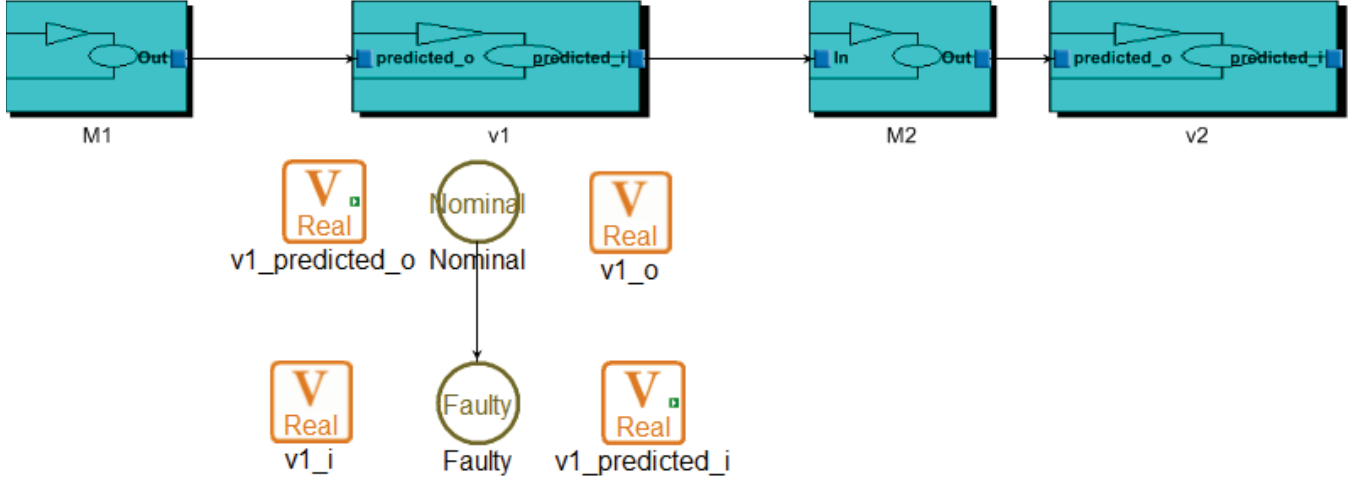 Out
predicted_o
predicted_i
In
Out
predicted_o
predicted_i
M1
v1
M2
v2
V
Real
v1_predicted_o
Nominal
Nominal
V
Real
v1_o
V
Real
v1_i
Faulty
Faulty
V
Real
v1_predicted_i